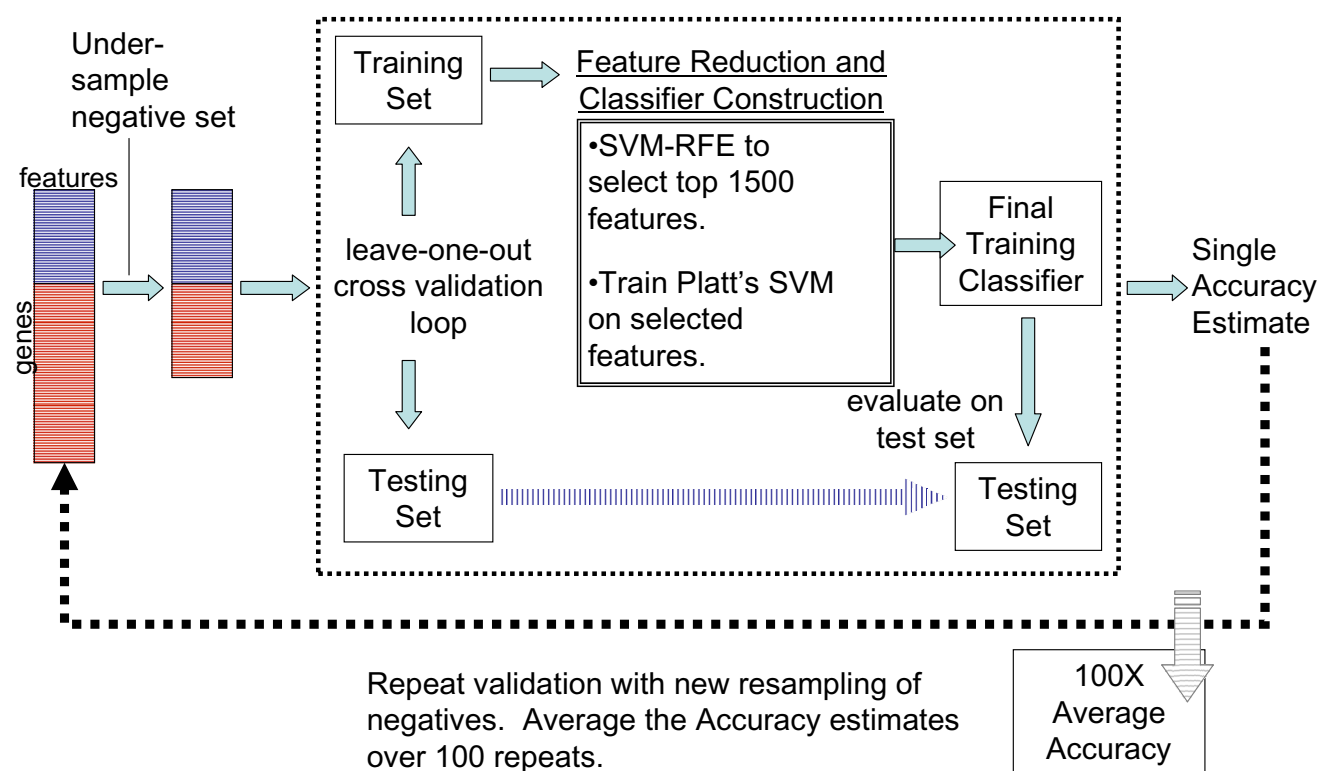 Under-
sample
negative set
features
genes
Training
Set
leave-one-out
cross validation
loop
Testing
Set
Feature Reduction and
Classifier Construction
•SVM-RFE to
select top 1500
features.
•Train Platt's SVM
on selected
features.
Final
Training
Classifier
evaluate on
test set
Testing
Set
Single
Accuracy
Estimate
Repeat validation with new resampling of
negatives.  Average the Accuracy estimates
over 100 repeats.
100X
Average
Accuracy